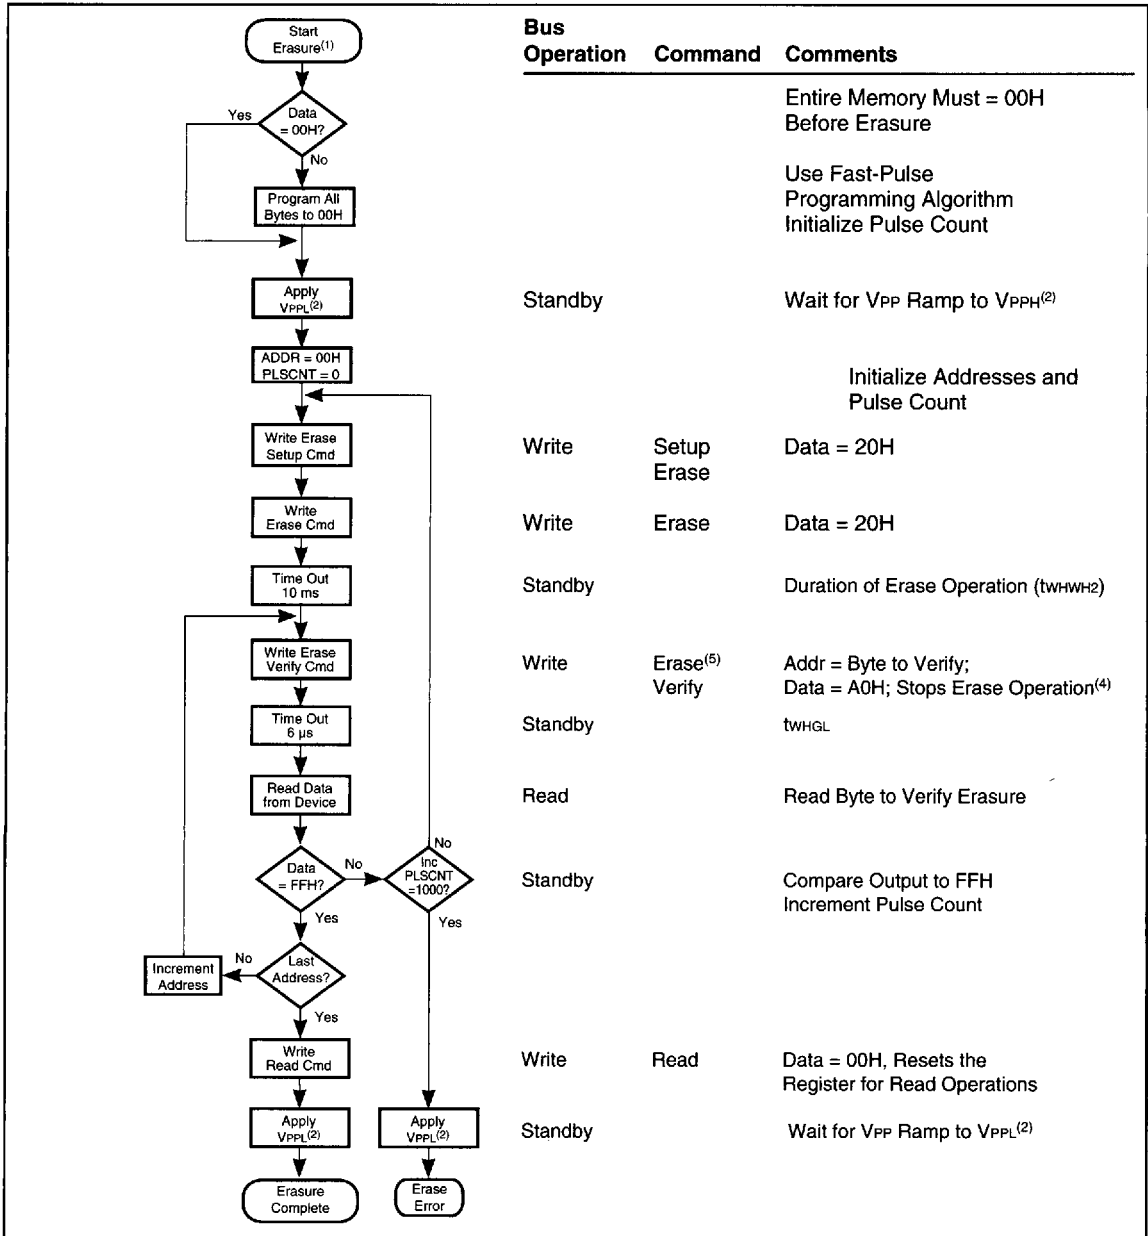 Start
Erasure(1)
Data
= 00H?
Yes
No
Program All
Bytes to 00H
Apply
VPPL(2)
ADDR = 00H
PLSCNT = 0
Write Erase
Setup Cmd
Write
Erase Cmd
Time Out
10 ms
Write Erase
Verify Cmd
Time Out
6 µs
Read Data
from Device
Data
= FFH?
No
Yes
Inc
PLSCNT
=1000?
No
Yes
Last
Address?
No
Yes
Increment
Address
Write
Read Cmd
Apply
VPPL(2)
Apply
VPPL(2)
Erasure
Complete
Erase
Error
Bus
Operation Command Comments
Entire Memory Must = 00H
Before Erasure
Use Fast-Pulse
Programming Algorithm
Initialize Pulse Count
Standby Wait for VPP Ramp to VPPH(2)
Initialize Addresses and
Pulse Count
Write Setup Data = 20H
Erase
Write Erase Data = 20H
Standby Duration of Erase Operation (tWHWH2)
Write Erase(5) Addr = Byte to Verify;
Verify Data = A0H; Stops Erase Operation(4)
Standby tWHGL
Read Read Byte to Verify Erasure
Standby Compare Output to FFH
Increment Pulse Count
Write Read Data = 00H, Resets the
Register for Read Operations
Standby Wait for VPP Ramp to VPPL(2)